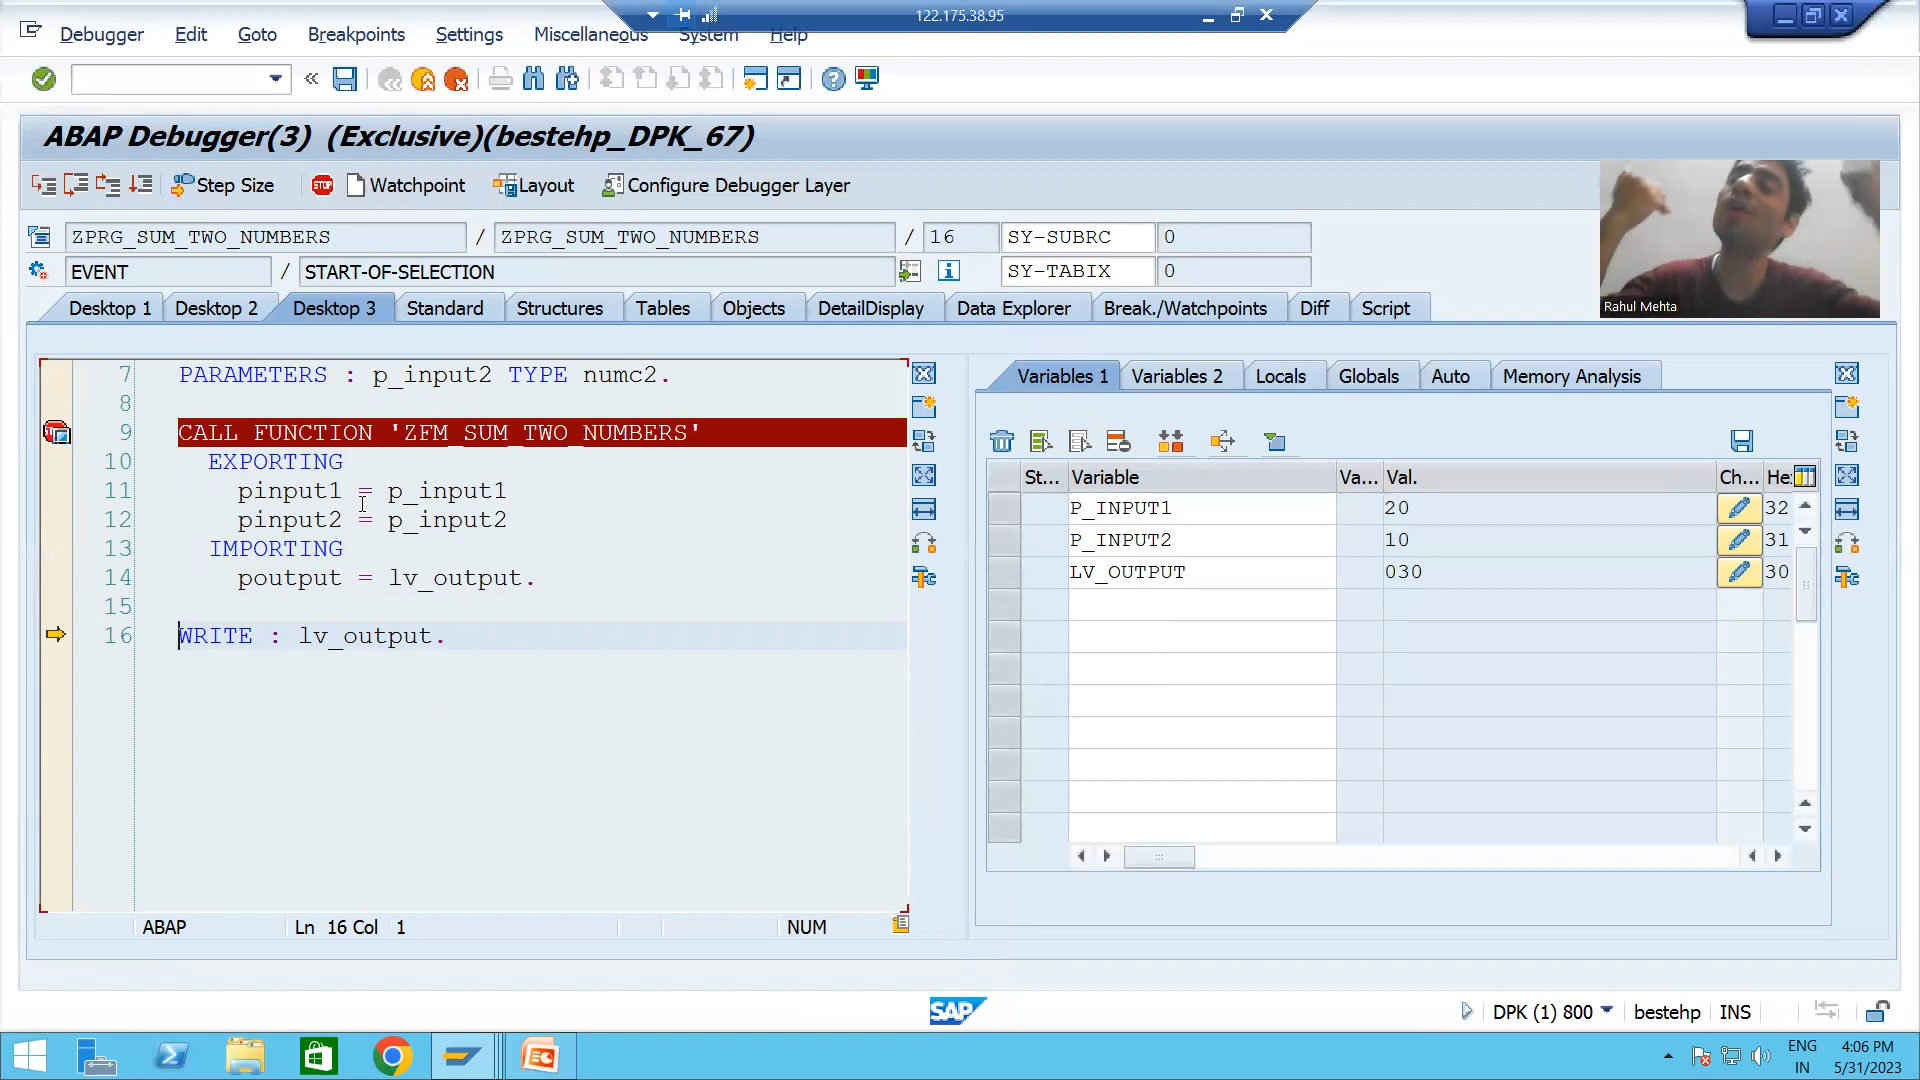 122.175.38.95
Debugger Edit Goto Breakpoints Settings Miscellaneous System Help
ABAP Debugger(3) (Exclusive)(bestehp_DPK_67)
Step Size STOP Watchpoint Layout Configure Debugger Layer
ZPRG_SUM_TWO_NUMBERS / ZPRG_SUM_TWO_NUMBERS / 16 SY-SUBRC 0
EVENT / START-OF-SELECTION SY-TABIX 0
Rahul Mehta
Desktop 1 Desktop 2 Desktop 3 Standard Structures Tables Objects DetailDisplay Data Explorer Break./Watchpoints Diff Script
7 PARAMETERS : p_input2 TYPE numc2.
8
9 CALL FUNCTION 'ZFM_SUM_TWO_NUMBERS'
10 EXPORTING
11 pinput1 = p_input1
12 pinput2 = p_input2
13 IMPORTING
14 poutput = lv_output.
15
16 WRITE : lv_output.
ABAP Ln 16 Col 1 NUM
Variables 1 Variables 2 Locals Globals Auto Memory Analysis
St... Variable Va... Val. Ch... He
P_INPUT1 20 32
P_INPUT2 10 31
LV_OUTPUT 030 30
SAP
DPK (1) 800 bestehp INS
ENG
IN
4:06 PM
5/31/2023